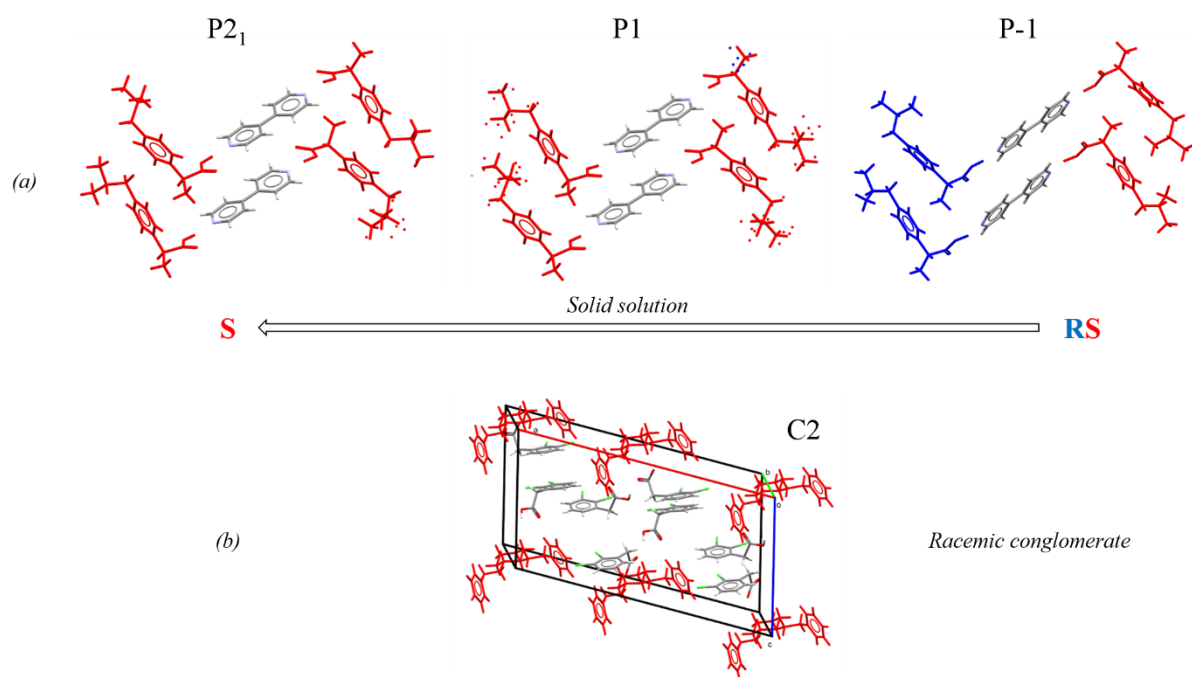 P2₁ P1 P-1
(a)
Solid solution
S RS
C2
a
b
o
(b) Racemic conglomerate
c